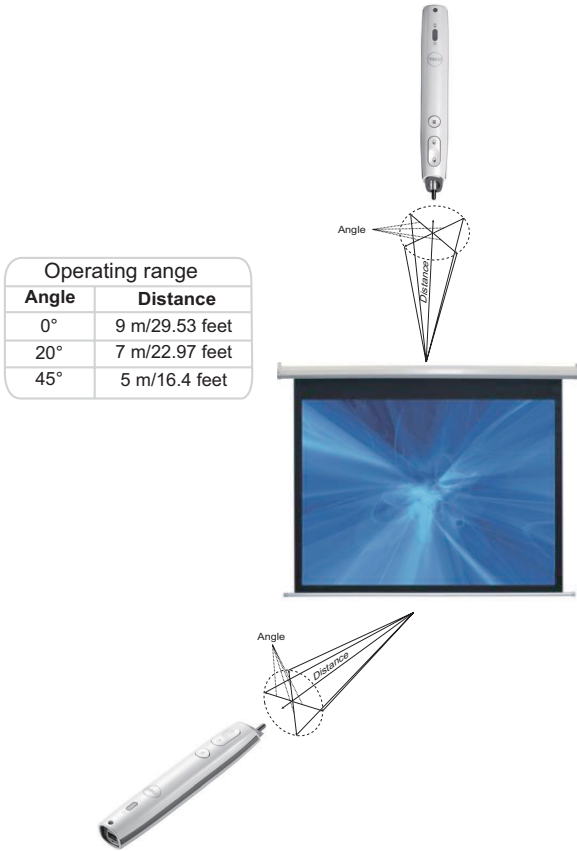 Angle
Distance
Operating range
Angle Distance
0° 9 m/29.53 feet
20° 7 m/22.97 feet
45° 5 m/16.4 feet
Angle
Distance